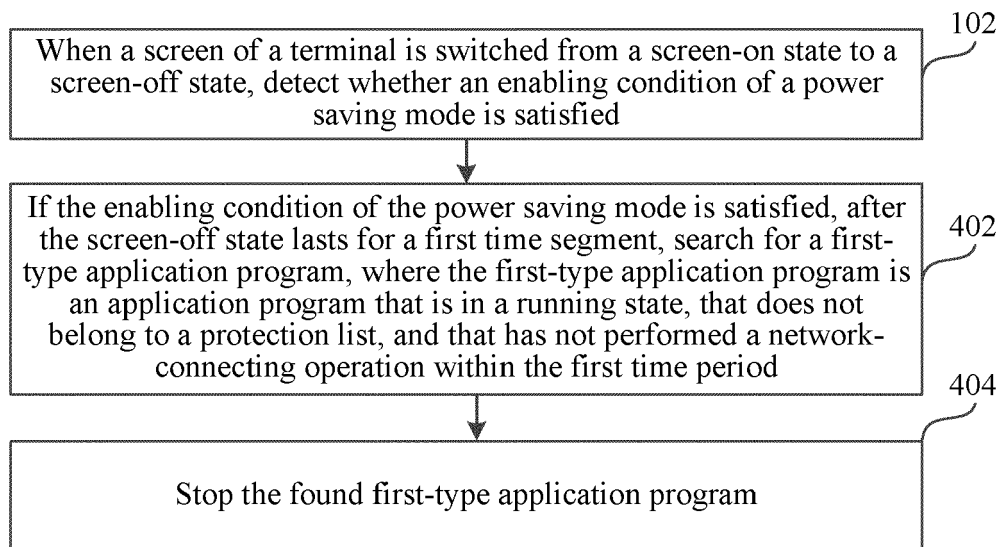 102
When a screen of a terminal is switched from a screen-on state to a
screen-off state, detect whether an enabling condition of a power
saving mode is satisfied
402
If the enabling condition of the power saving mode is satisfied, after
the screen-off state lasts for a first time segment, search for a first-
type application program, where the first-type application program is
an application program that is in a running state, that does not
belong to a protection list, and that has not performed a network-
connecting operation within the first time period
404
Stop the found first-type application program